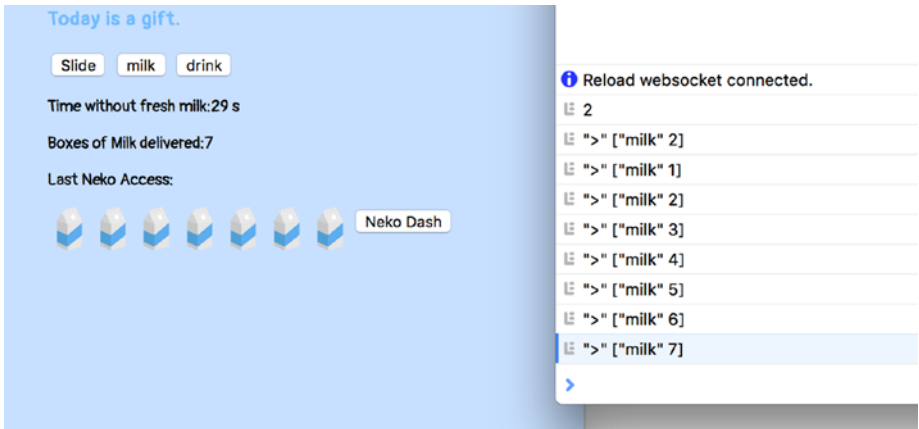 Today is a gift.
Slide milk drink
Time without fresh milk:29 s
Boxes of Milk delivered:7
Last Neko Access:
Neko Dash
Reload websocket connected.
2
">" ["milk" 2]
">" ["milk" 1]
">" ["milk" 2]
">" ["milk" 3]
">" ["milk" 4]
">" ["milk" 5]
">" ["milk" 6]
">" ["milk" 7]